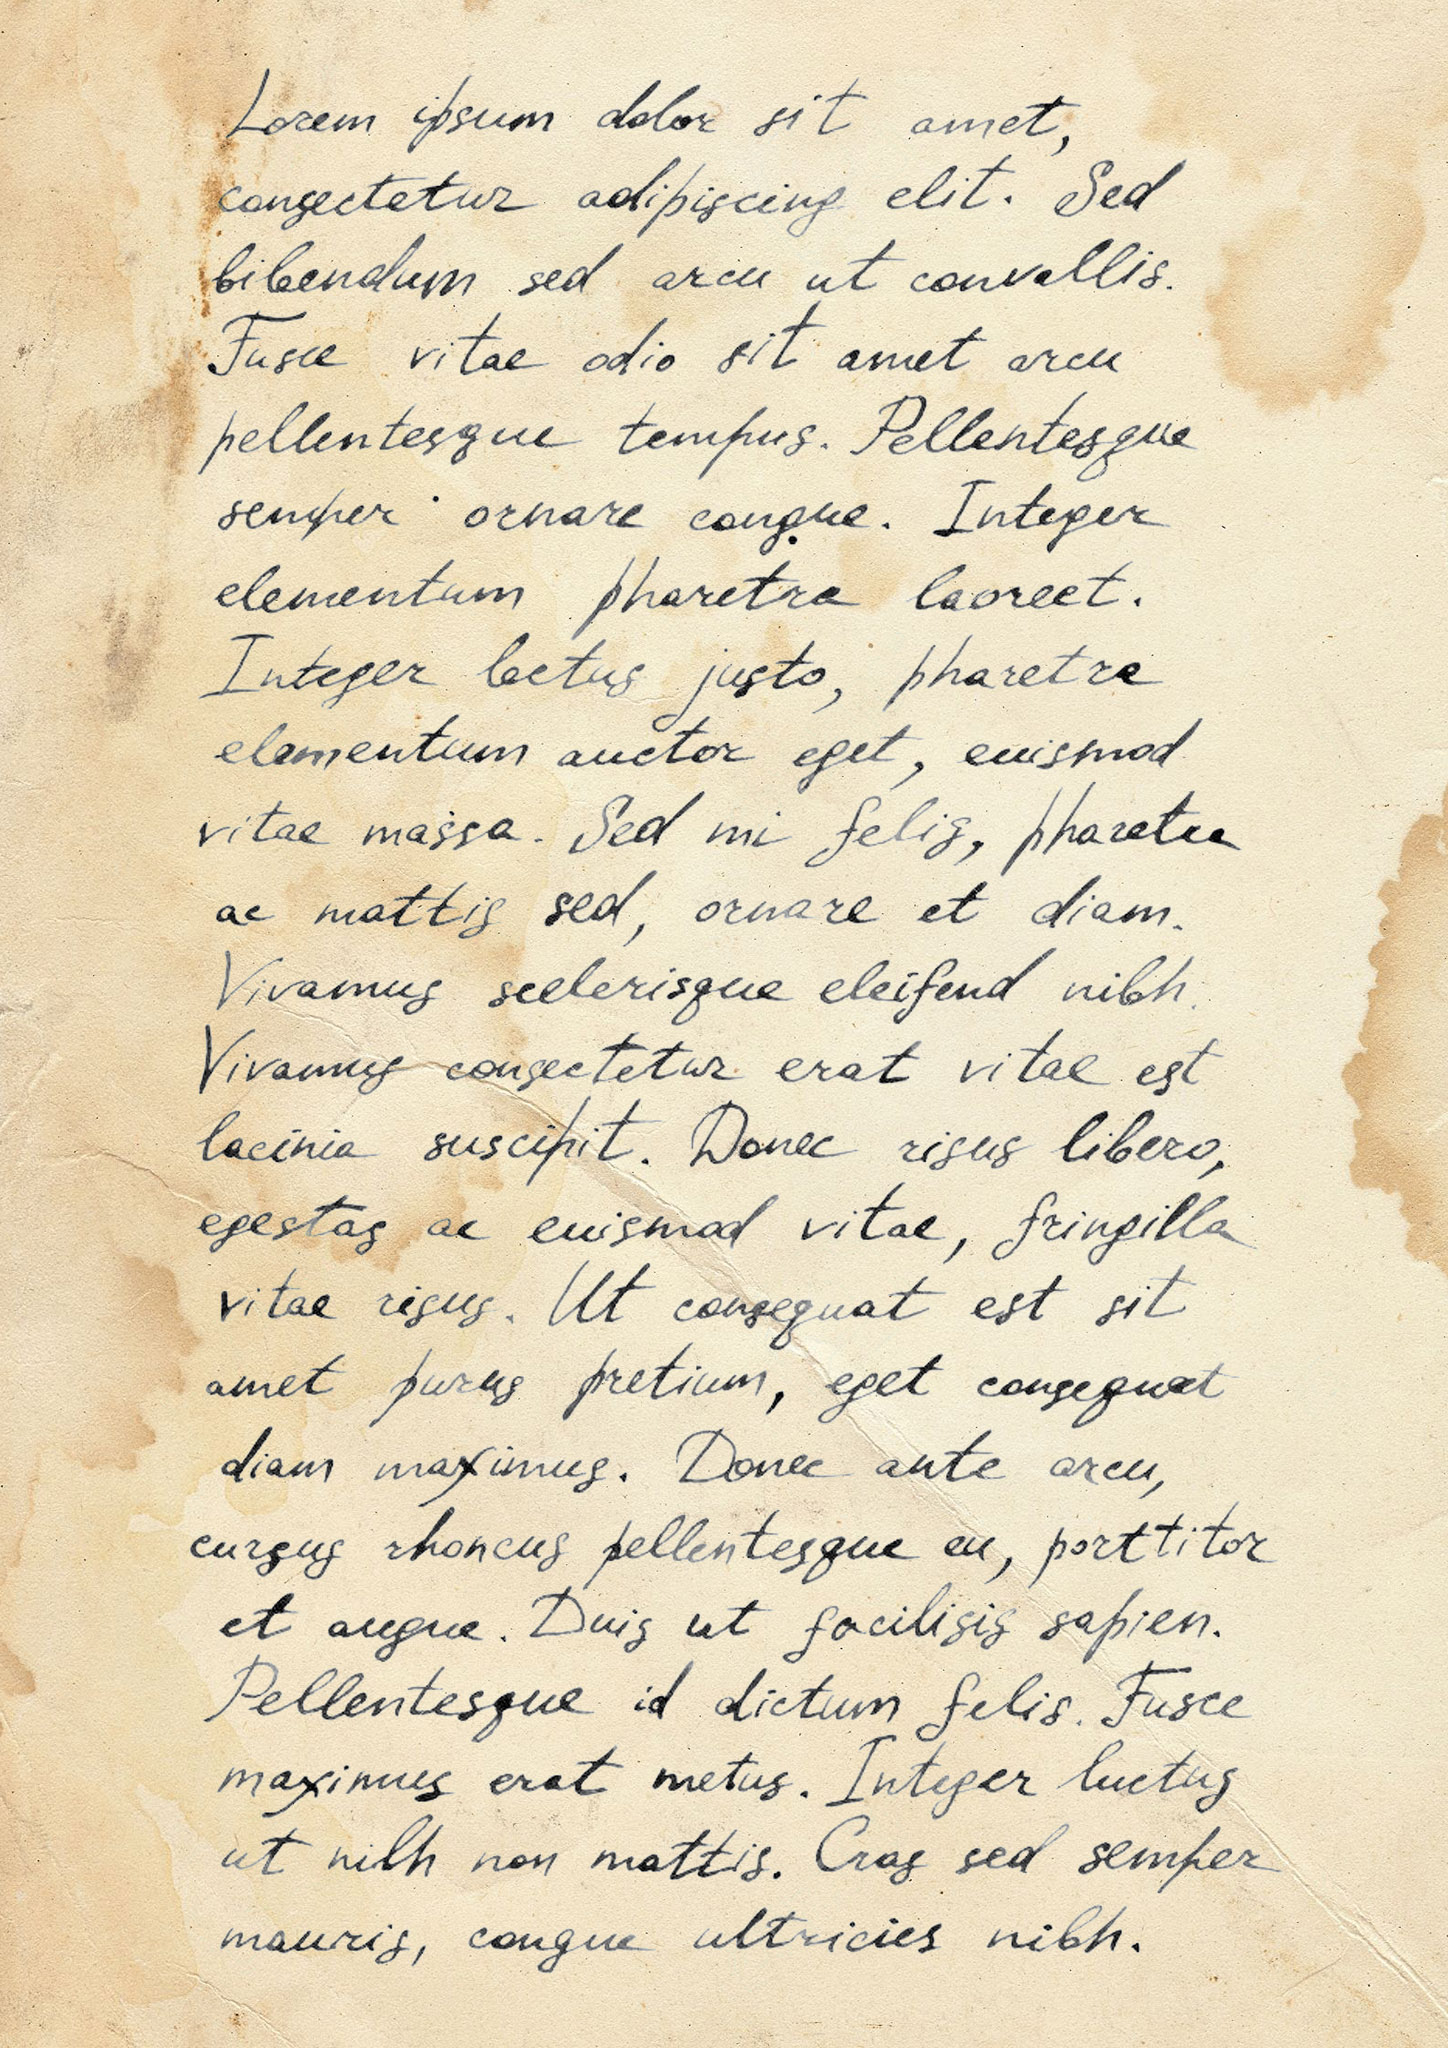 Lorem ipsum dolor sit amet,
consectetur adipiscing elit. Sed
bibendum sed arcu ut convallis.
Fusce vitae odio sit amet arcu
pellentesque tempus. Pellentesque
semper ornare congue. Integer
elementum pharetra laoreet.
Integer lectus justo, pharetra
elementum auctor eget, euismod
vitae massa. Sed mi felis, pharetra
ac mattis sed, ornare et diam.
Vivamus scelerisque eleifend nibh.
Vivamus consectetur erat vitae est
lacinia suscipit. Donec risus libero,
egestas ac euismod vitae, fringilla
vitae risus. Ut consequat est sit
amet purus pretium, eget consequat
diam maximus. Donec ante arcu,
cursus rhoncus pellentesque eu, porttitor
et augue. Duis ut facilisis sapien.
Pellentesque id dictum felis. Fusce
maximus erat metus. Integer luctus
ut nibh non mattis. Cras sed semper
mauris, congue ultricies nibh.